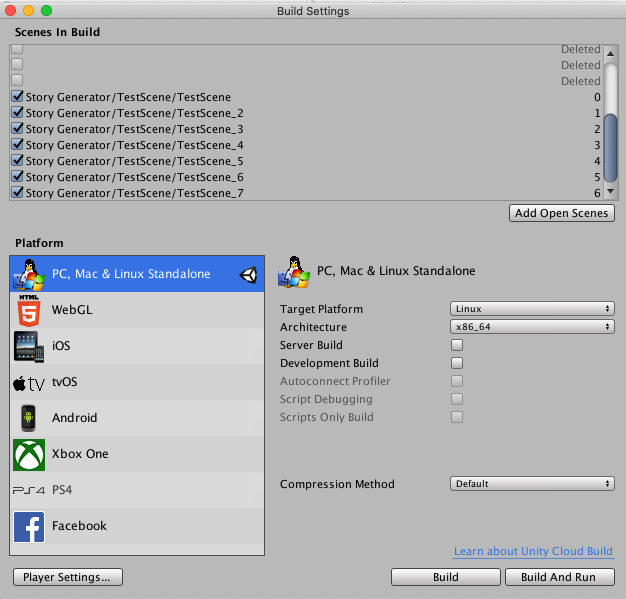 Build Settings
Scenes In Build
Deleted
Deleted
Deleted
Story Generator/TestScene/TestScene 0
Story Generator/TestScene/TestScene_2 1
Story Generator/TestScene/TestScene_3 2
Story Generator/TestScene/TestScene_4 3
Story Generator/TestScene/TestScene_5 4
Story Generator/TestScene/TestScene_6 5
Story Generator/TestScene/TestScene_7 6
Add Open Scenes
Platform
PC, Mac & Linux Standalone
HTML
5
WebGL
iOS
tv
tvOS
Android
Xbox One
PS4
PS4
f
Facebook
PC, Mac & Linux Standalone
Target Platform Linux
Architecture x86_64
Server Build
Development Build
Autoconnect Profiler
Script Debugging
Scripts Only Build
Compression Method Default
Learn about Unity Cloud Build
Player Settings...
Build
Build And Run